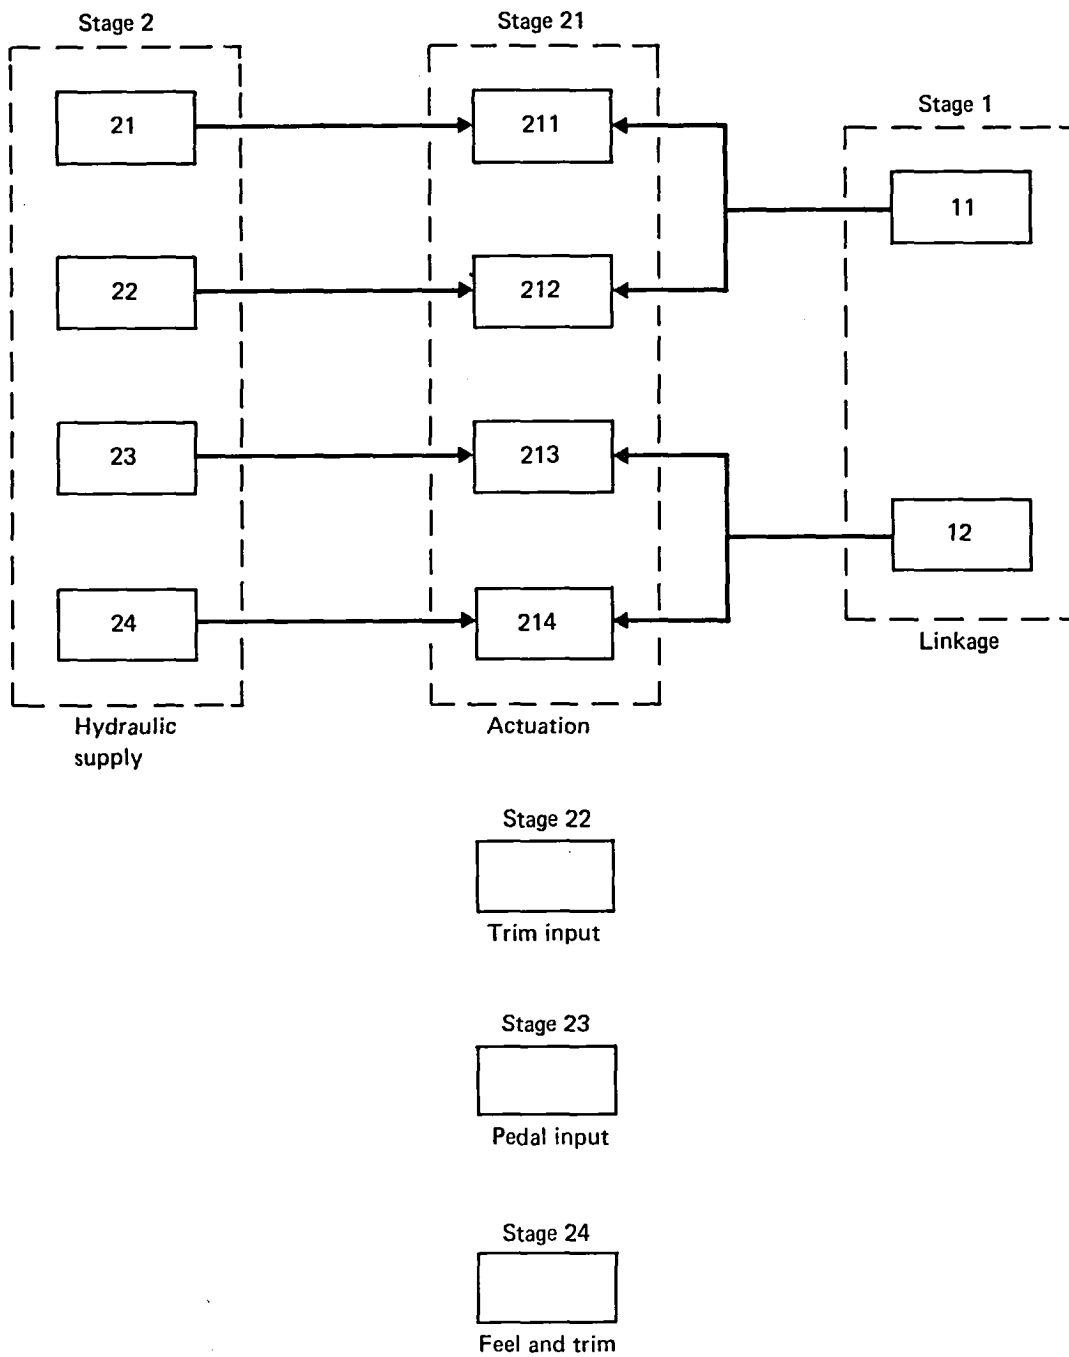 Stage 2
Stage 21
Stage 1
21
211
11
22
212
23
213
12
24
214
Linkage
Hydraulic
supply
Actuation
Stage 22
Trim input
Stage 23
Pedal input
Stage 24
Feel and trim